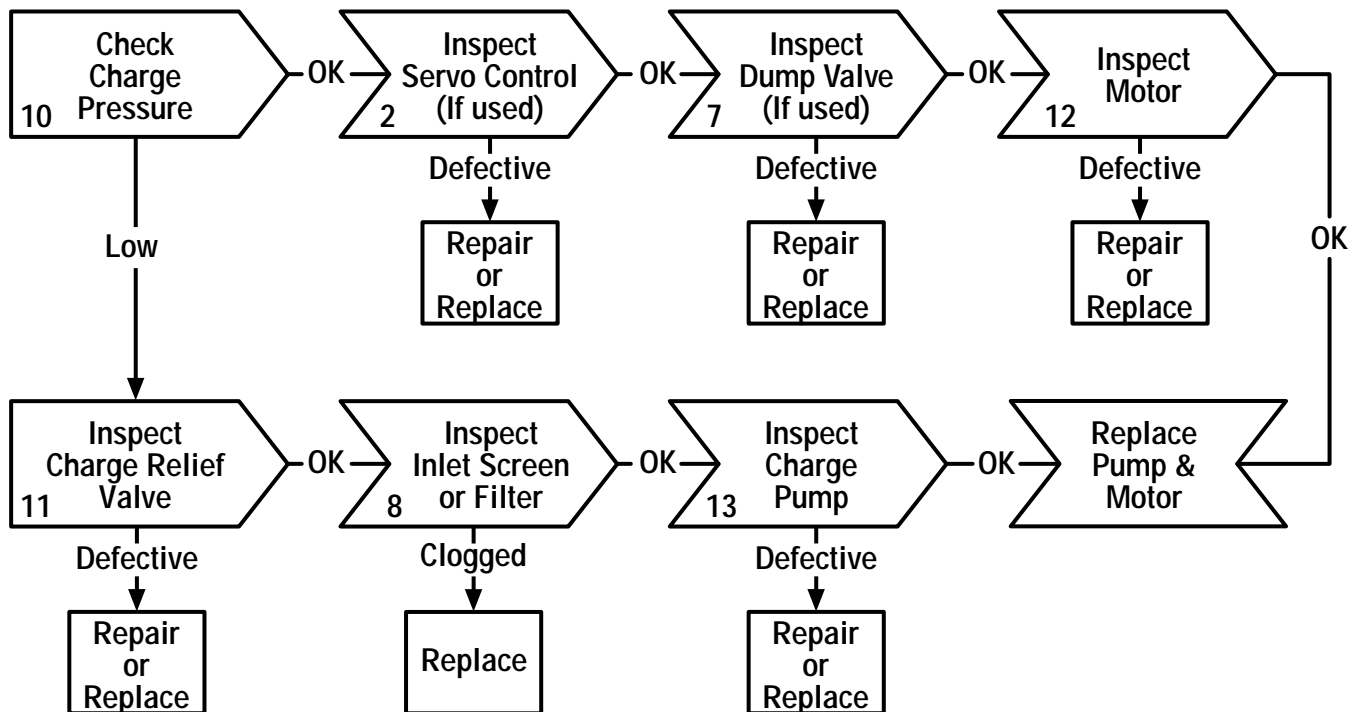 Check
Charge
Pressure
10
OK
Inspect
Servo Control
(If used)
2
OK
Inspect
Dump Valve
(If used)
7
OK
Inspect
Motor
12
Defective
Defective
Defective
Repair
or
Replace
Repair
or
Replace
Repair
or
Replace
Low
OK
Inspect
Charge Relief
Valve
11
OK
Inspect
Inlet Screen
or Filter
8
OK
Inspect
Charge
Pump
13
OK
Replace
Pump &
Motor
Defective
Clogged
Defective
Repair
or
Replace
Replace
Repair
or
Replace